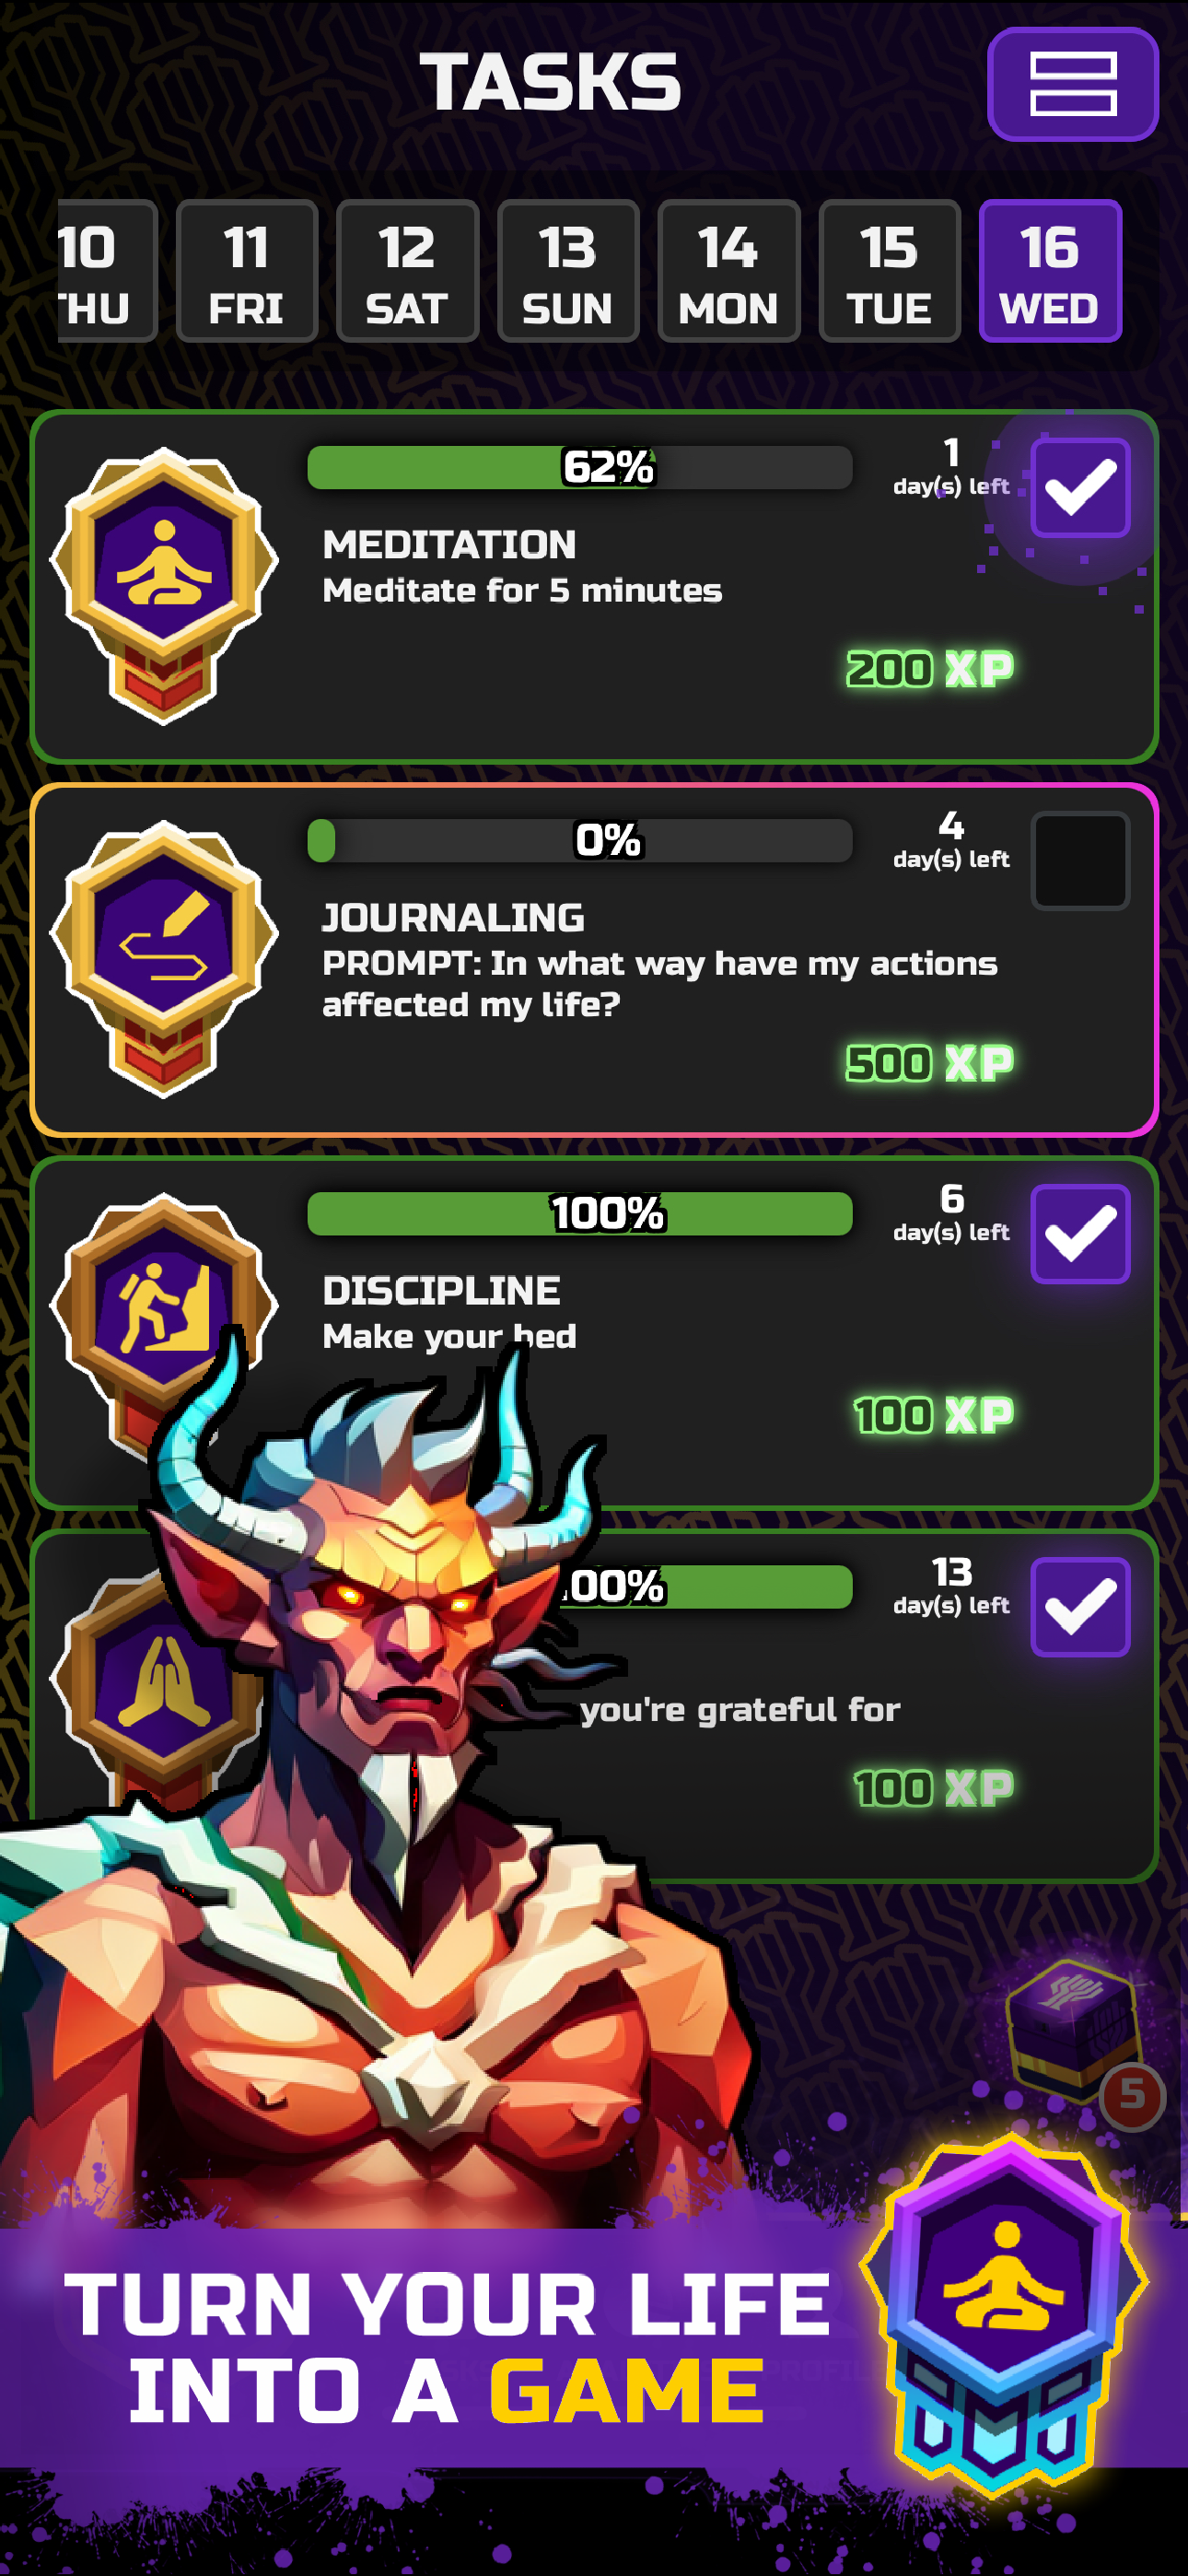 TASKS
10
THU
11
FRI
12
SAT
13
SUN
14
MON
15
TUE
16
WED
62%
1
day(s) left
MEDITATION
Meditate for 5 minutes
200 XP
0%
4
day(s) left
JOURNALING
PROMPT: In what way have my actions
affected my life?
500 XP
100%
6
day(s) left
DISCIPLINE
Make your bed
100 XP
100%
13
day(s) left
you're grateful for
100 XP
5
TURN YOUR LIFE
INTO A GAME